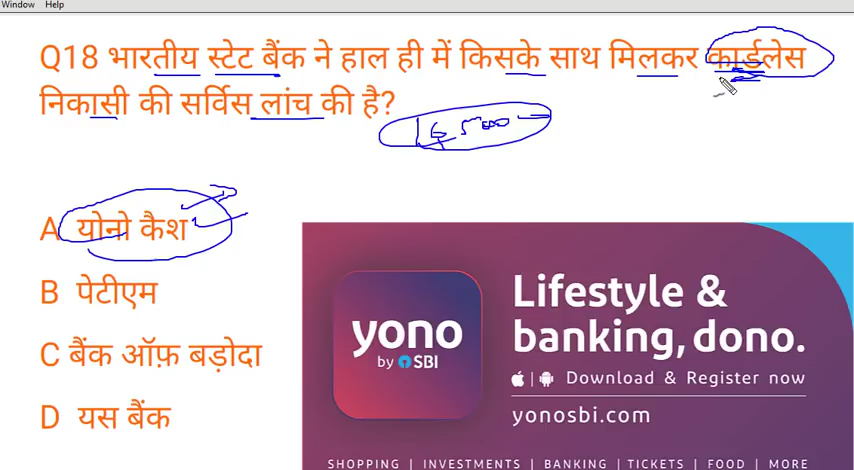 Window Help
Q18 भारतीय स्टेट बैंक ने हाल ही में किसके साथ मिलकर कार्डलेस
निकासी की सर्विस लांच की है?
16500
A योनो कैश
B पेटीएम
C बैंक ऑफ़ बड़ोदा
D यस बैंक
yono
by SBI
Lifestyle &
banking, dono.
Download & Register now
yonosbi.com
SHOPPING | INVESTMENTS | BANKING | TICKETS | FOOD | MORE